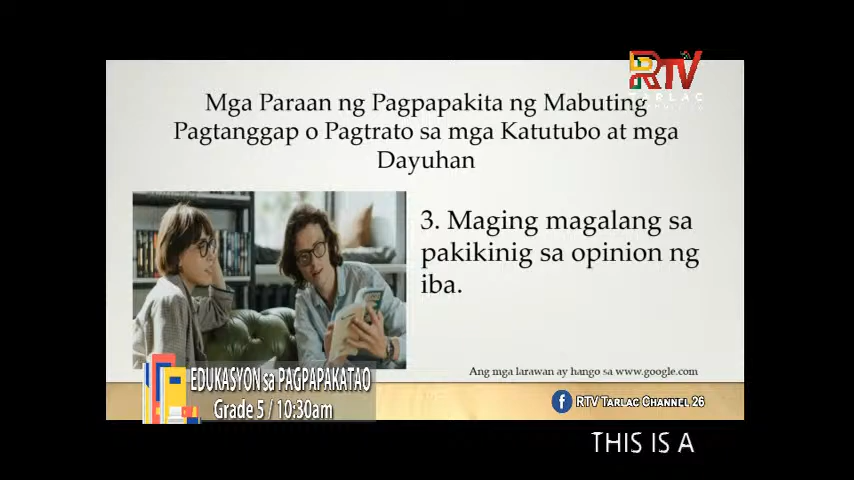 RTV
TARLAC
Mga Paraan ng Pagpapakita ng Mabuting
Pagtanggap o Pagtrato sa mga Katutubo at mga
Dayuhan
3. Maging magalang sa
pakikinig sa opinion ng
iba.
Ang mga larawan ay hango sa www.google.com
EDUKASYON sa PAGPAPAKATAO
Grade 5 / 10:30am
f RTV TARLAC CHANNEL 26
THIS IS A